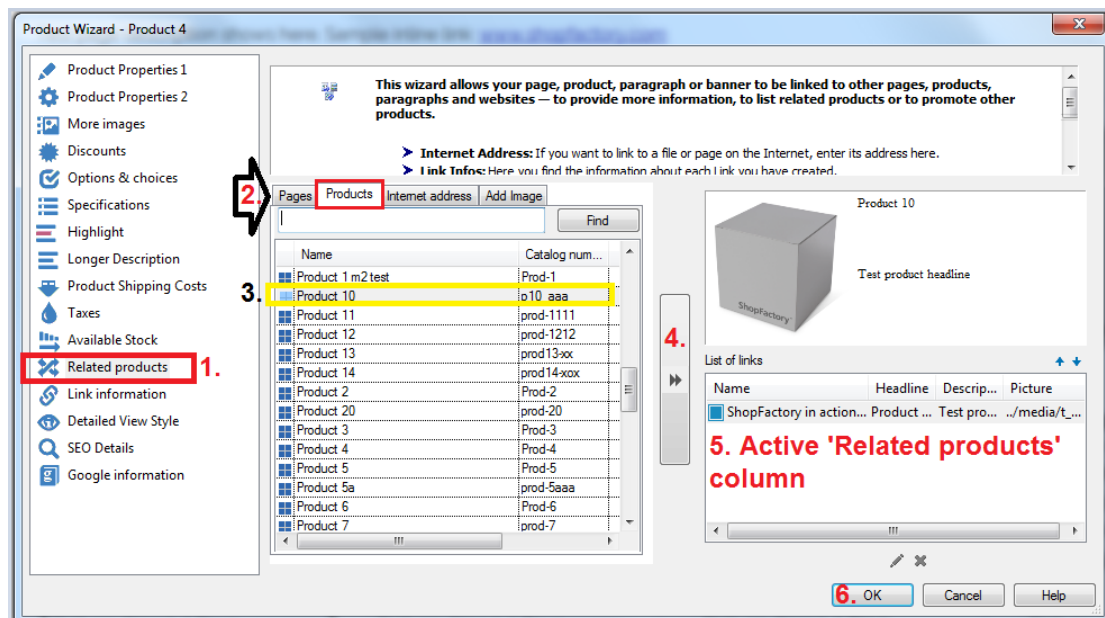 Product Wizard - Product 4
www.shopfactory.com
Product Properties 1
Product Properties 2
More images
Discounts
Options & choices
Specifications
Highlight
Longer Description
Product Shipping Costs
Taxes
Available Stock
Related products
1.
Link information
Detailed View Style
SEO Details
Google information
This wizard allows your page, product, paragraph or banner to be linked to other pages, products,
paragraphs and websites — to provide more information, to list related products or to promote other
products.
Internet Address: If you want to link to a file or page on the Internet, enter its address here.
Link Infos: Here you find the information about each Link you have created.
2.
Pages Products Internet address Add Image
Find
Name Catalog num...
Product 1 m2 test Prod-1
3.
Product 10 p10 aaa
Product 11 prod-1111
Product 12 prod-1212
Product 13 prod13-xx
Product 14 prod14-xox
Product 2 Prod-2
Product 20 prod-20
Product 3 Prod-3
Product 4 Prod-4
Product 5 Prod-5
Product 5a prod-5aaa
Product 6 Prod-6
Product 7 prod-7
4.
Product 10
Test product headline
ShopFactory
List of links
Name Headline Descrip... Picture
ShopFactory in action... Product ... Test pro... ../media/t_...
5. Active 'Related products'
column
6. OK Cancel Help